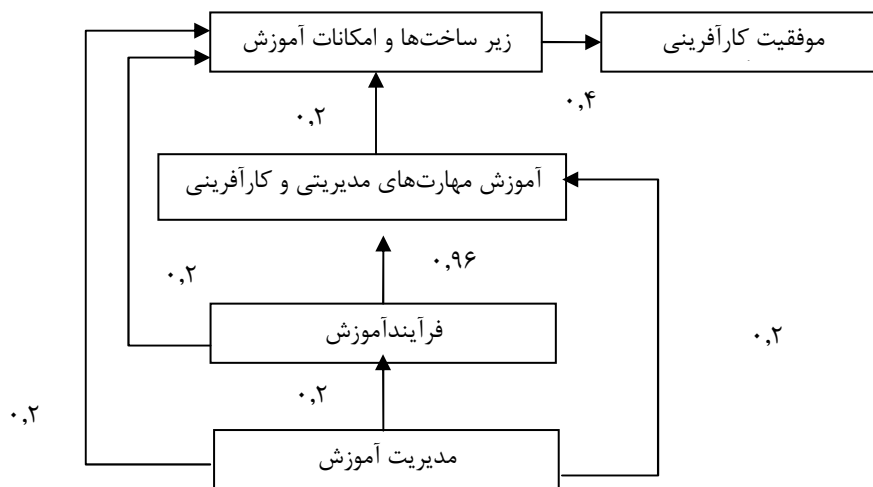 زیر ساخت‌ها و امکانات آموزش
موفقیت کارآفرینی
۰,۲
۰,۴
آموزش مهارت‌های مدیریتی و کارآفرینی
۰,۹۶
۰,۲
فرآیندآموزش
۰,۲
۰,۲
۰,۲
مدیریت آموزش